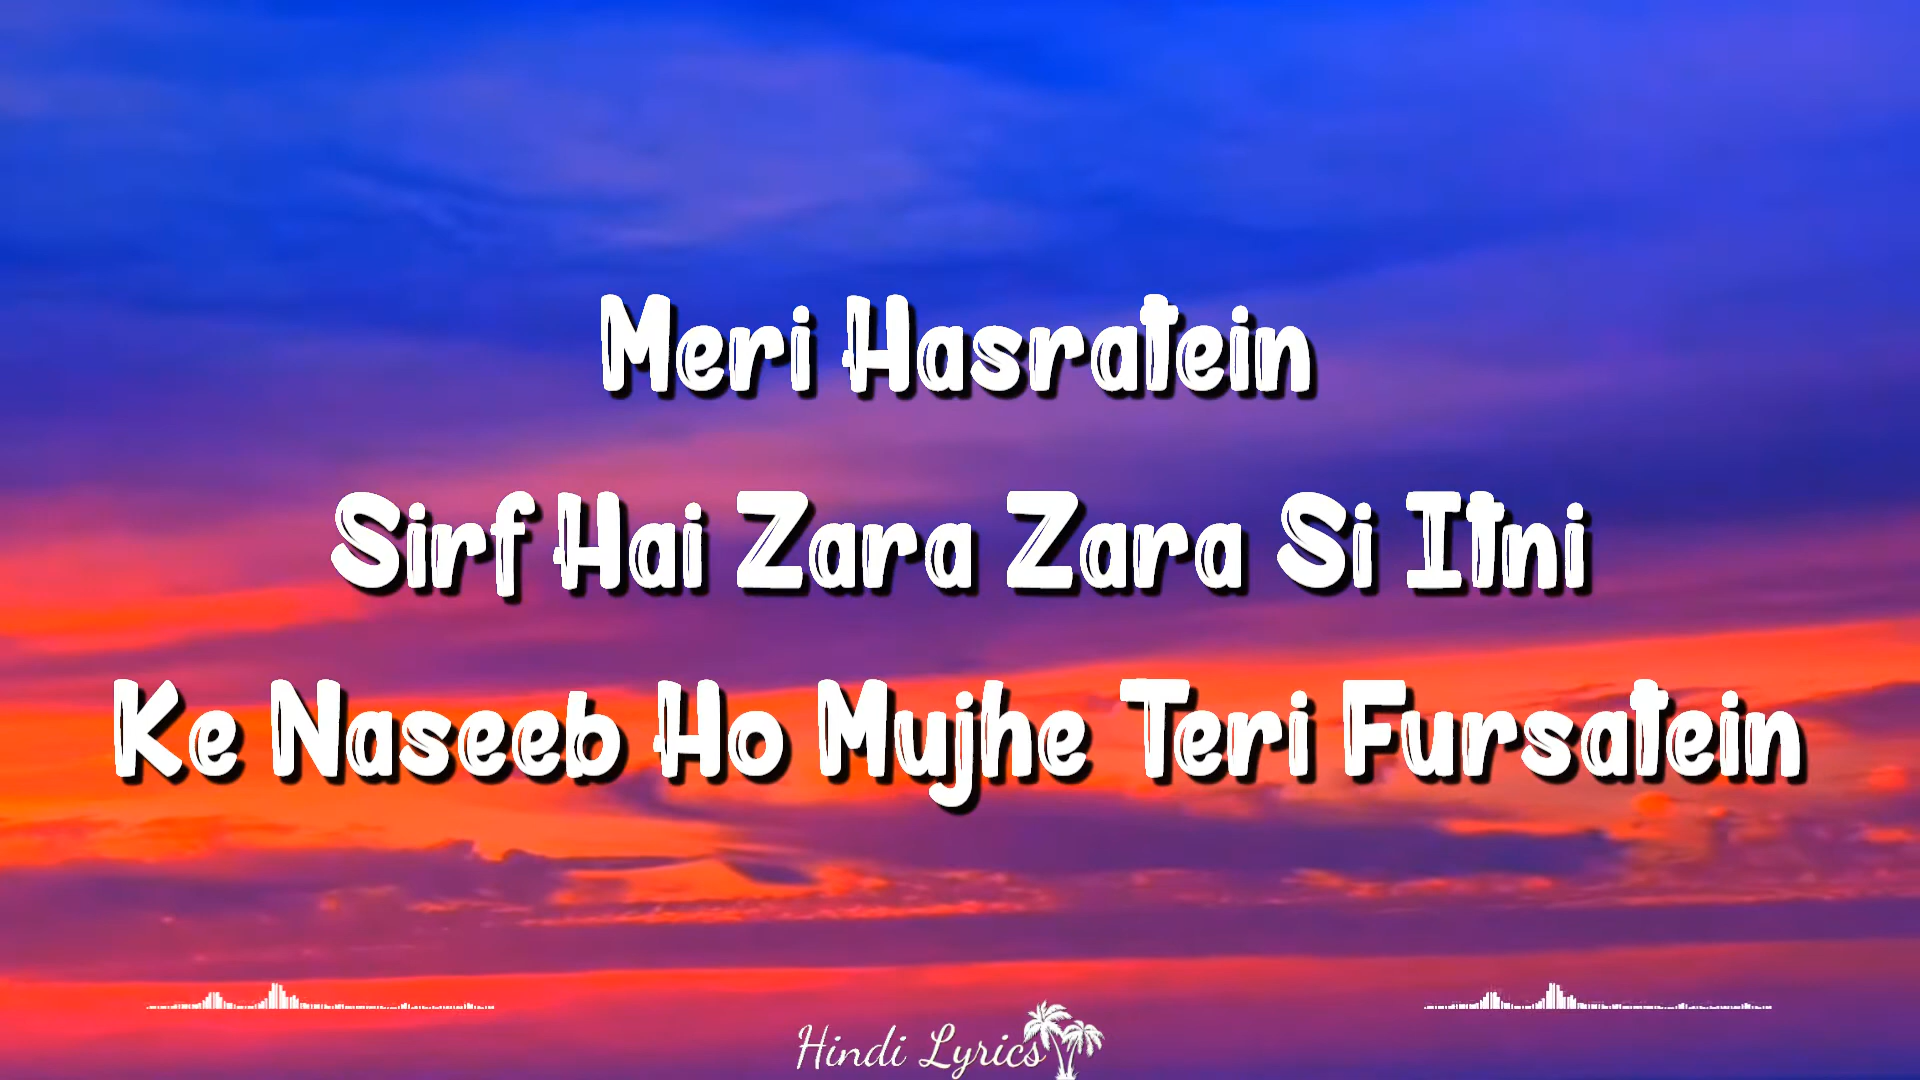 Meri Hasratein
Sirf Hai Zara Zara Si Itni
Ke Naseeb Ho Mujhe Teri Fursatein
Hindi Lyrics